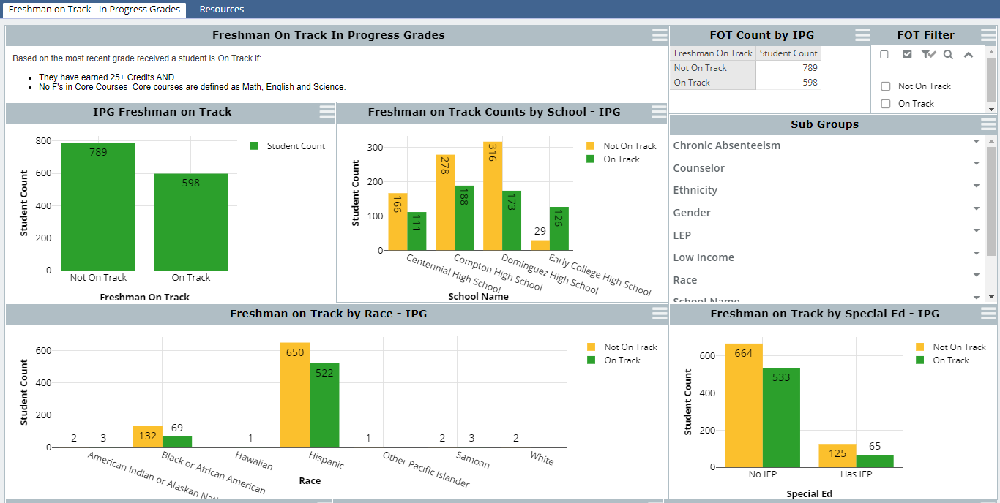 Freshman on Track - In Progress Grades
Resources
Freshman On Track In Progress Grades
Based on the most recent grade received a student is On Track if:
• They have earned 25+ Credits AND
• No F's in Core Courses Core courses are defined as Math, English and Science.
FOT Count by IPG
Freshman On Track Student Count
Not On Track 789
On Track 598
FOT Filter
Not On Track
On Track
IPG Freshman on Track
Student Count
800
600
400
200
0
789
598
Student Count
Not On Track
On Track
Freshman On Track
Freshman on Track Counts by School - IPG
Student Count
300
200
100
0
166
111
278
188
316
173
29
126
Not On Track
On Track
Centennial High School
Compton High School
Dominguez High School
Early College High School
School Name
Sub Groups
Chronic Absenteeism
Counselor
Ethnicity
Gender
LEP
Low Income
Race
School Name
Freshman on Track by Race - IPG
Student Count
600
400
200
0
2
3
132
69
1
650
522
1
2
3
2
Not On Track
On Track
American Indian or Alaskan
Black or African American
Hawaiian
Hispanic
Other Pacific Islander
Samoan
White
Race
Freshman on Track by Special Ed - IPG
Student Count
600
400
200
0
664
533
125
65
Not On Track
On Track
No IEP
Has IEP
Special Ed